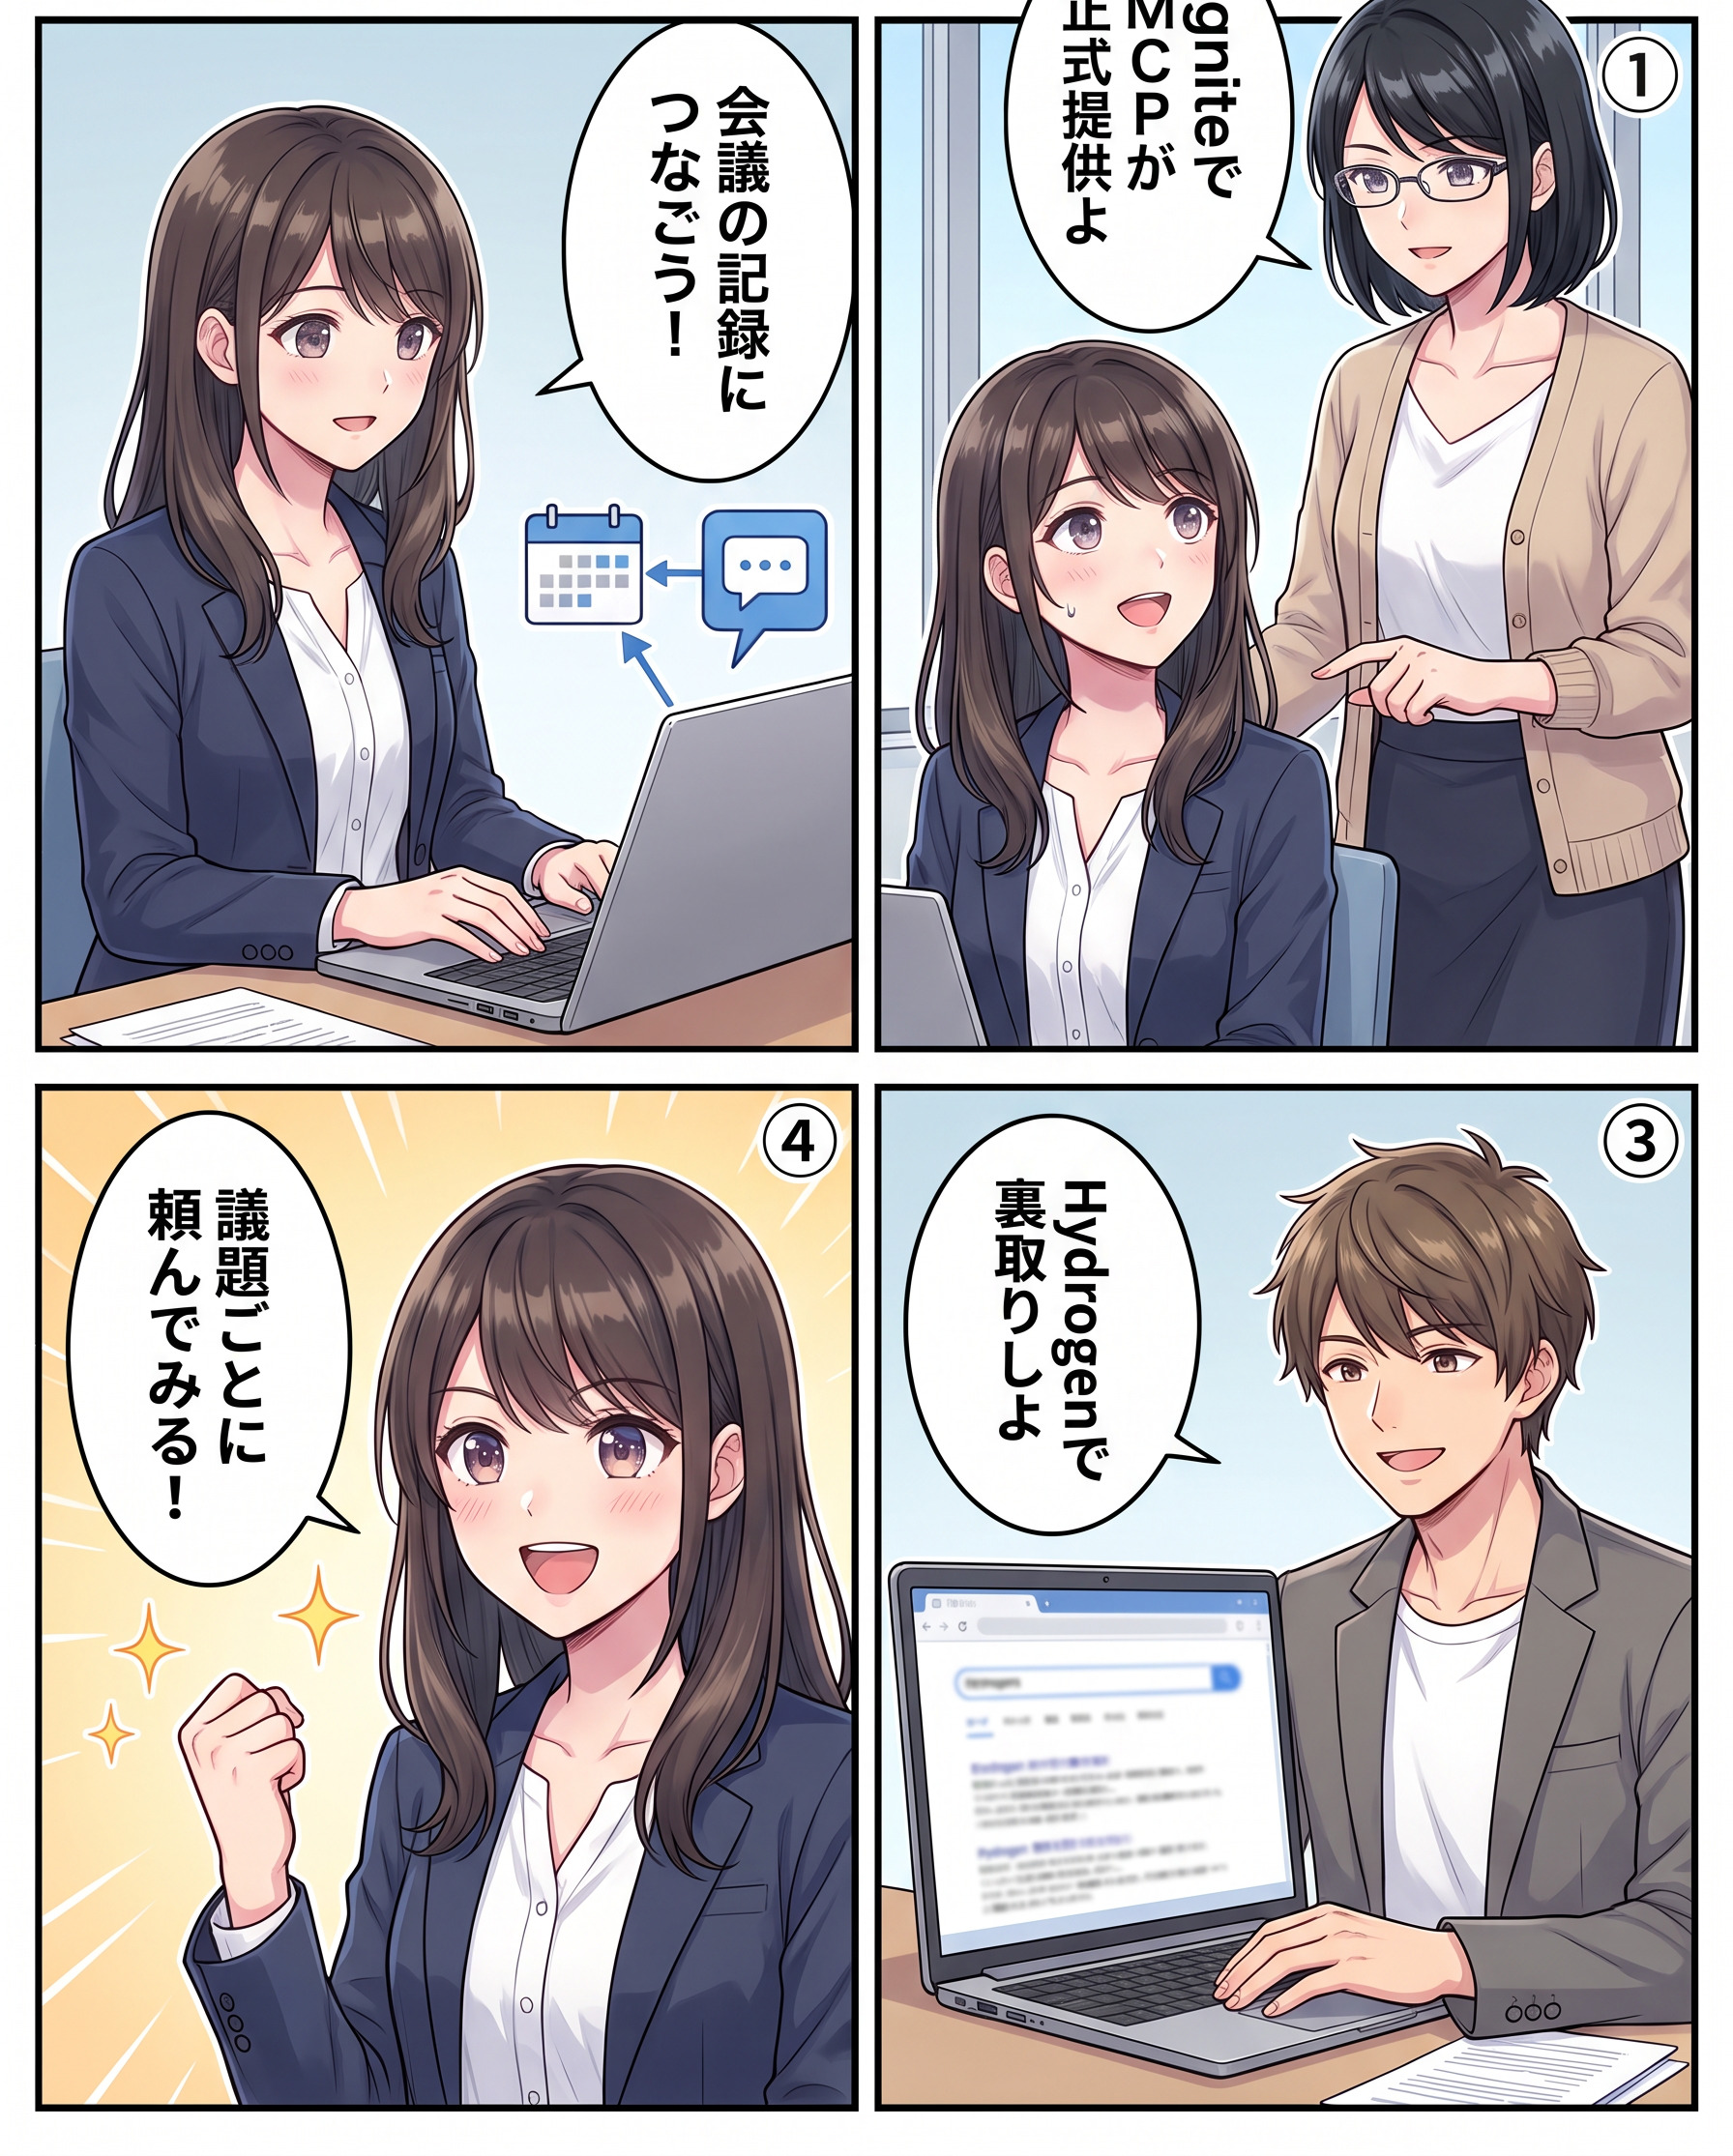 ①
gniteで
MCPが
正式提供よ
会議の記録に
つなごう！
③
Hydrogenで
裏取りしよ
④
議題ごとに
頼んでみる！